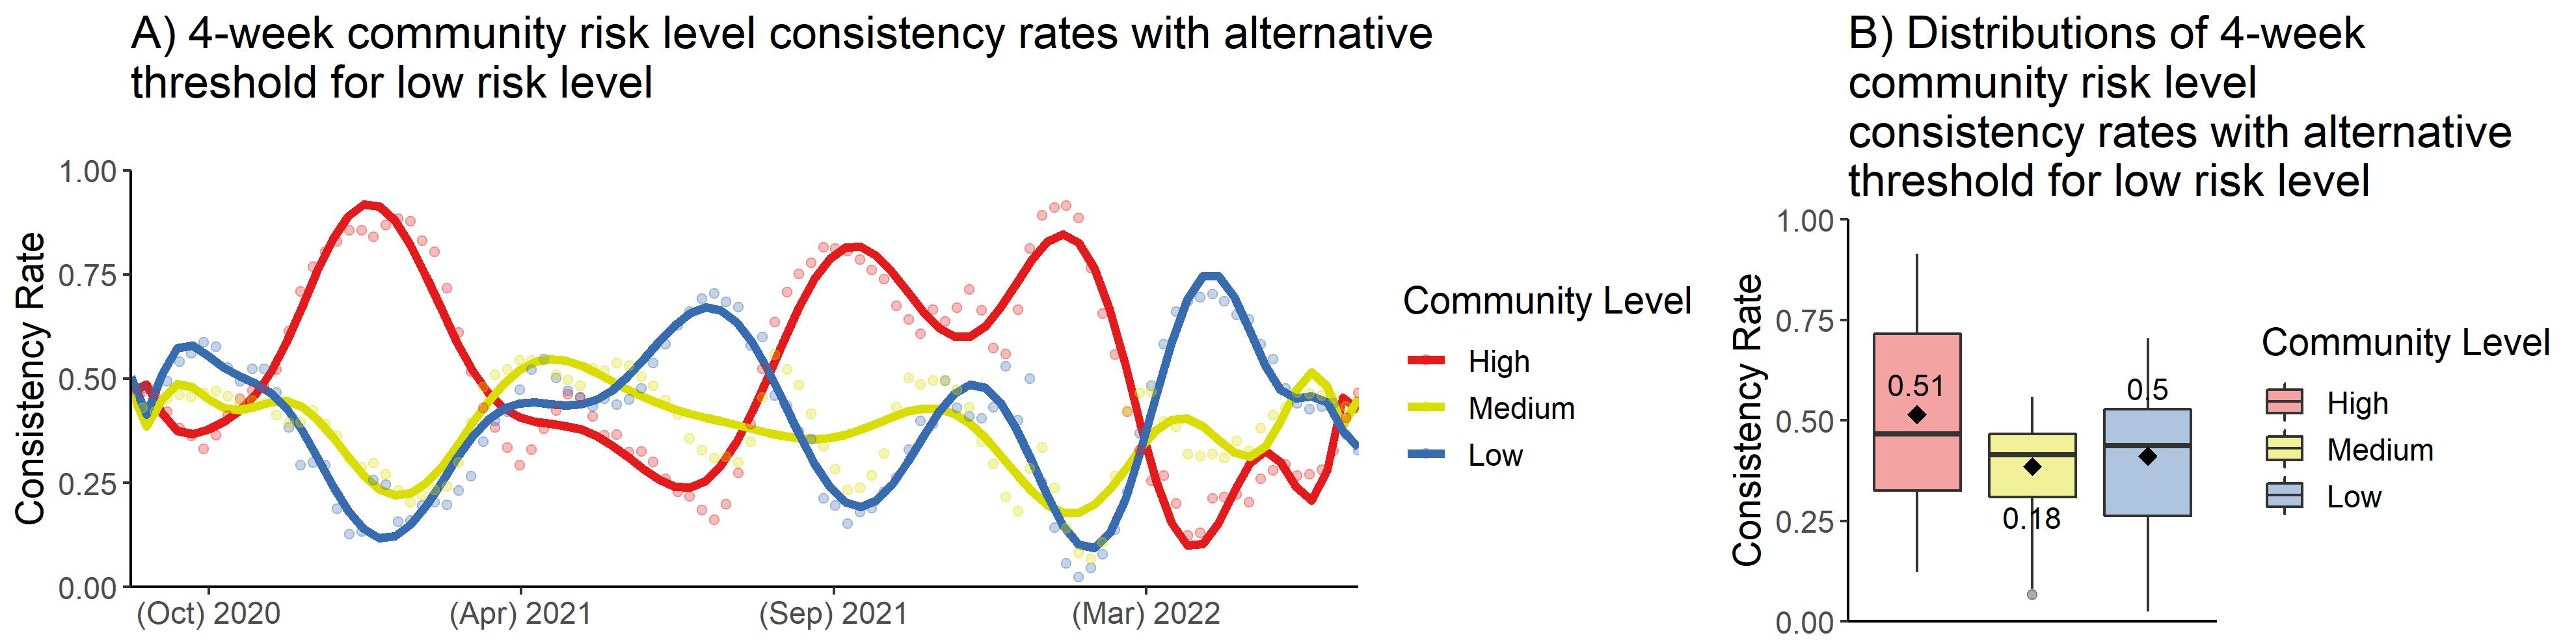 A) 4-week community risk level consistency rates with alternative
threshold for low risk level
1.00
0.75
0.50
0.25
0.00
Consistency Rate
(Oct) 2020
(Apr) 2021
(Sep) 2021
(Mar) 2022
Community Level
High
Medium
Low
B) Distributions of 4-week
community risk level
consistency rates with alternative
threshold for low risk level
1.00
0.75
0.50
0.25
0.00
Consistency Rate
0.51
0.18
0.5
Community Level
High
Medium
Low